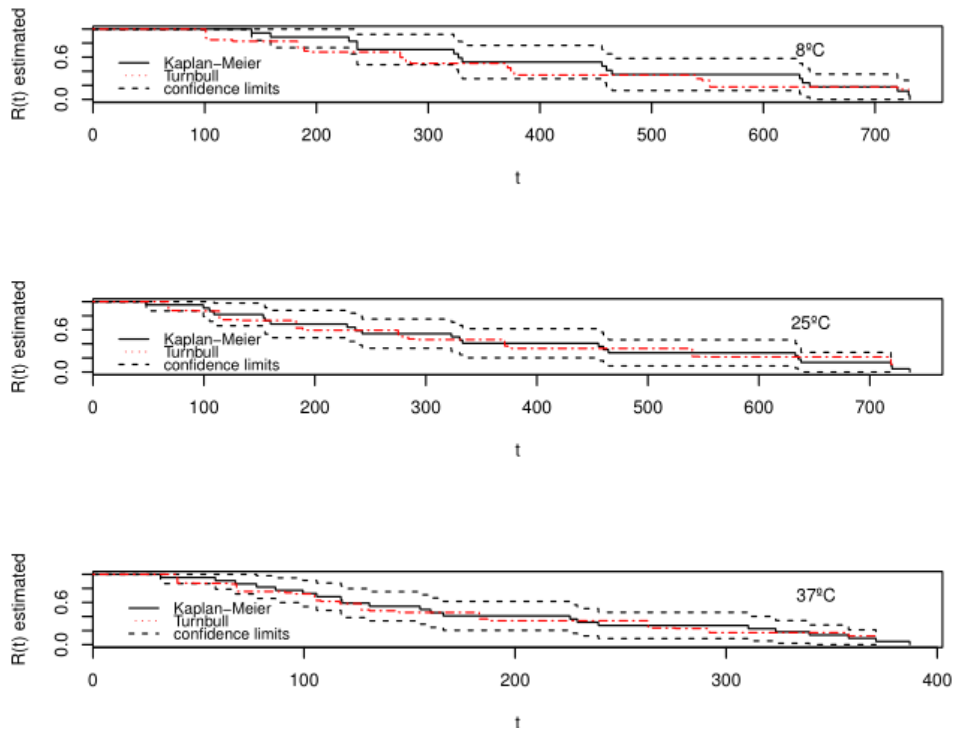 R(t) estimated
0.0 0.6
8ºC
Kaplan−Meier
Turnbull
confidence limits
0 100 200 300 400 500 600 700
t
R(t) estimated
0.0 0.6
25ºC
Kaplan−Meier
Turnbull
confidence limits
0 100 200 300 400 500 600 700
t
R(t) estimated
0.0 0.6
37ºC
Kaplan−Meier
Turnbull
confidence limits
0 100 200 300 400
t